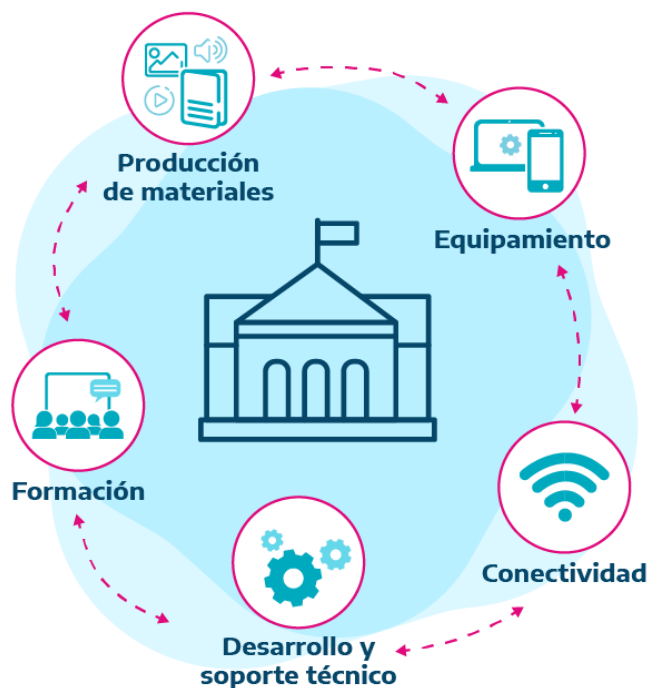 Producción
de materiales
Equipamiento
Formación
Conectividad
Desarrollo y
soporte técnico